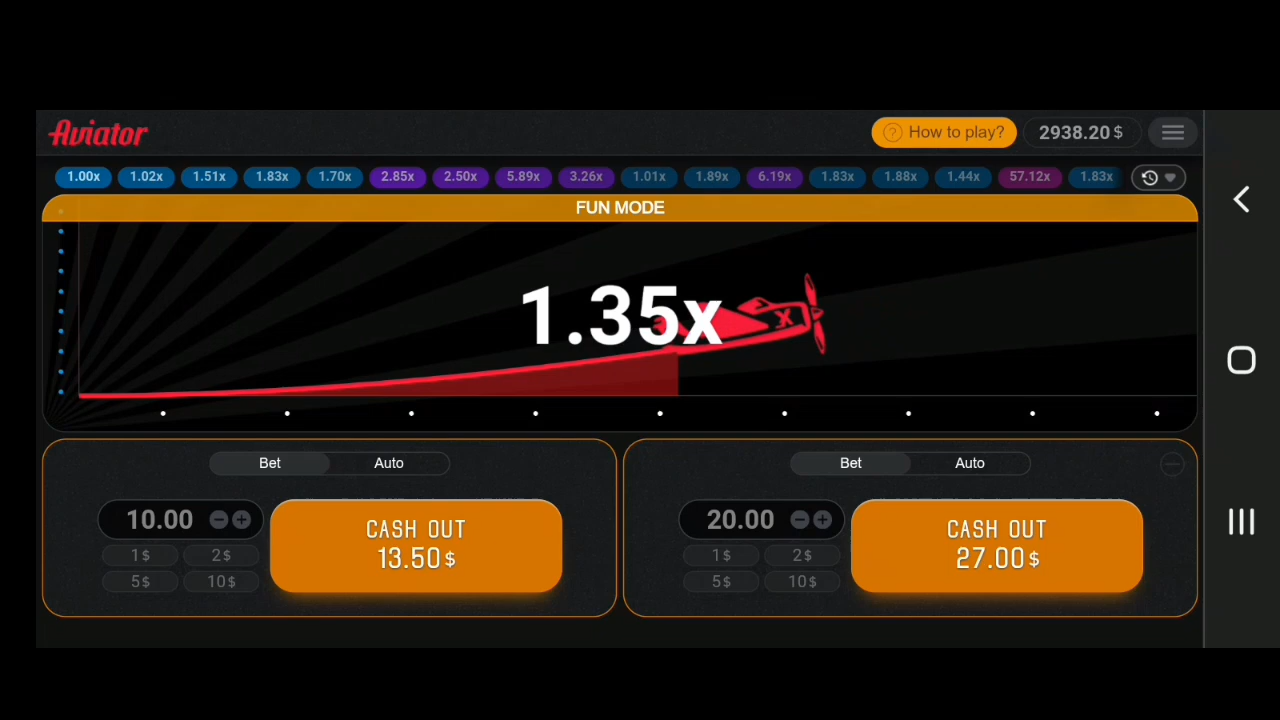 Aviator
? How to play?
2938.20 $
1.00x 1.02x 1.51x 1.83x 1.70x 2.85x 2.50x 5.89x 3.26x 1.01x 1.89x 6.19x 1.83x 1.88x 1.44x 57.12x 1.83x
FUN MODE
1.35x
X
Bet Auto
10.00
1$ 2$
5$ 10$
CASH OUT
13.50$
Bet Auto
20.00
1$ 2$
5$ 10$
CASH OUT
27.00$